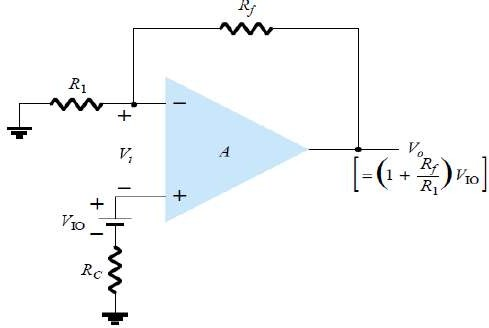 Rf
R1
−
+
Vi
A
−
+
+
VIO
−
RC
Vo
[= (1 + Rf/R1) VIO]